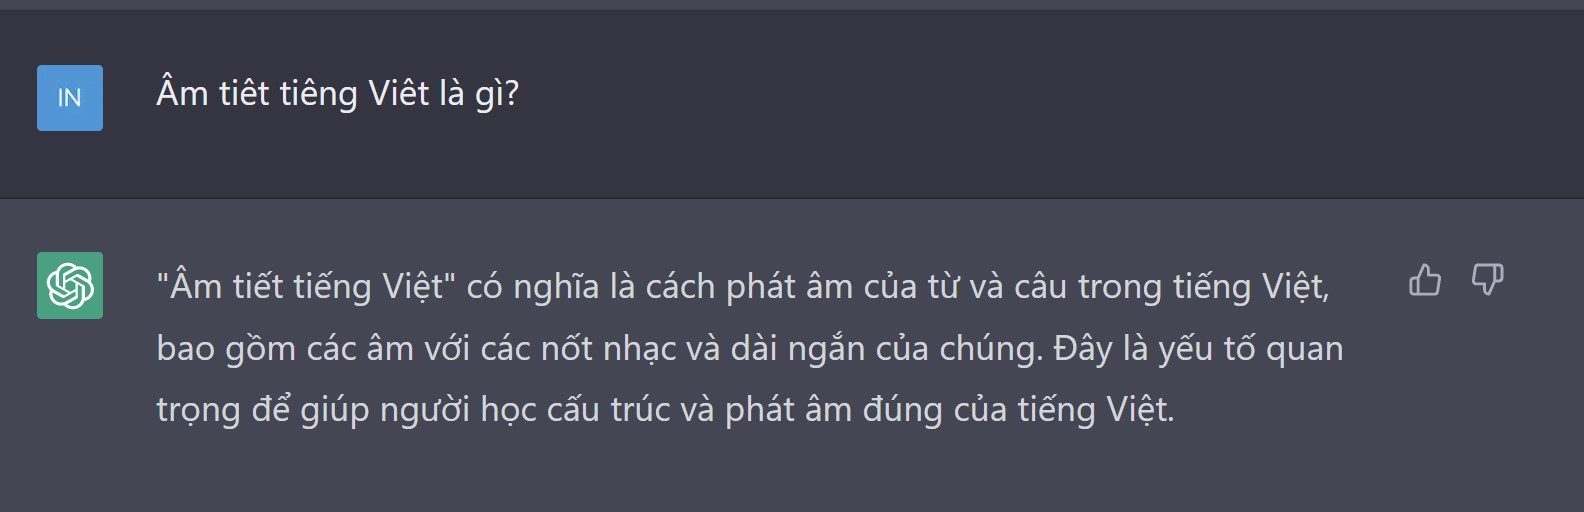 IN
Âm tiêt tiêng Viêt là gì?
"Âm tiết tiếng Việt" có nghĩa là cách phát âm của từ và câu trong tiếng Việt,
bao gồm các âm với các nốt nhạc và dài ngắn của chúng. Đây là yếu tố quan
trọng để giúp người học cấu trúc và phát âm đúng của tiếng Việt.